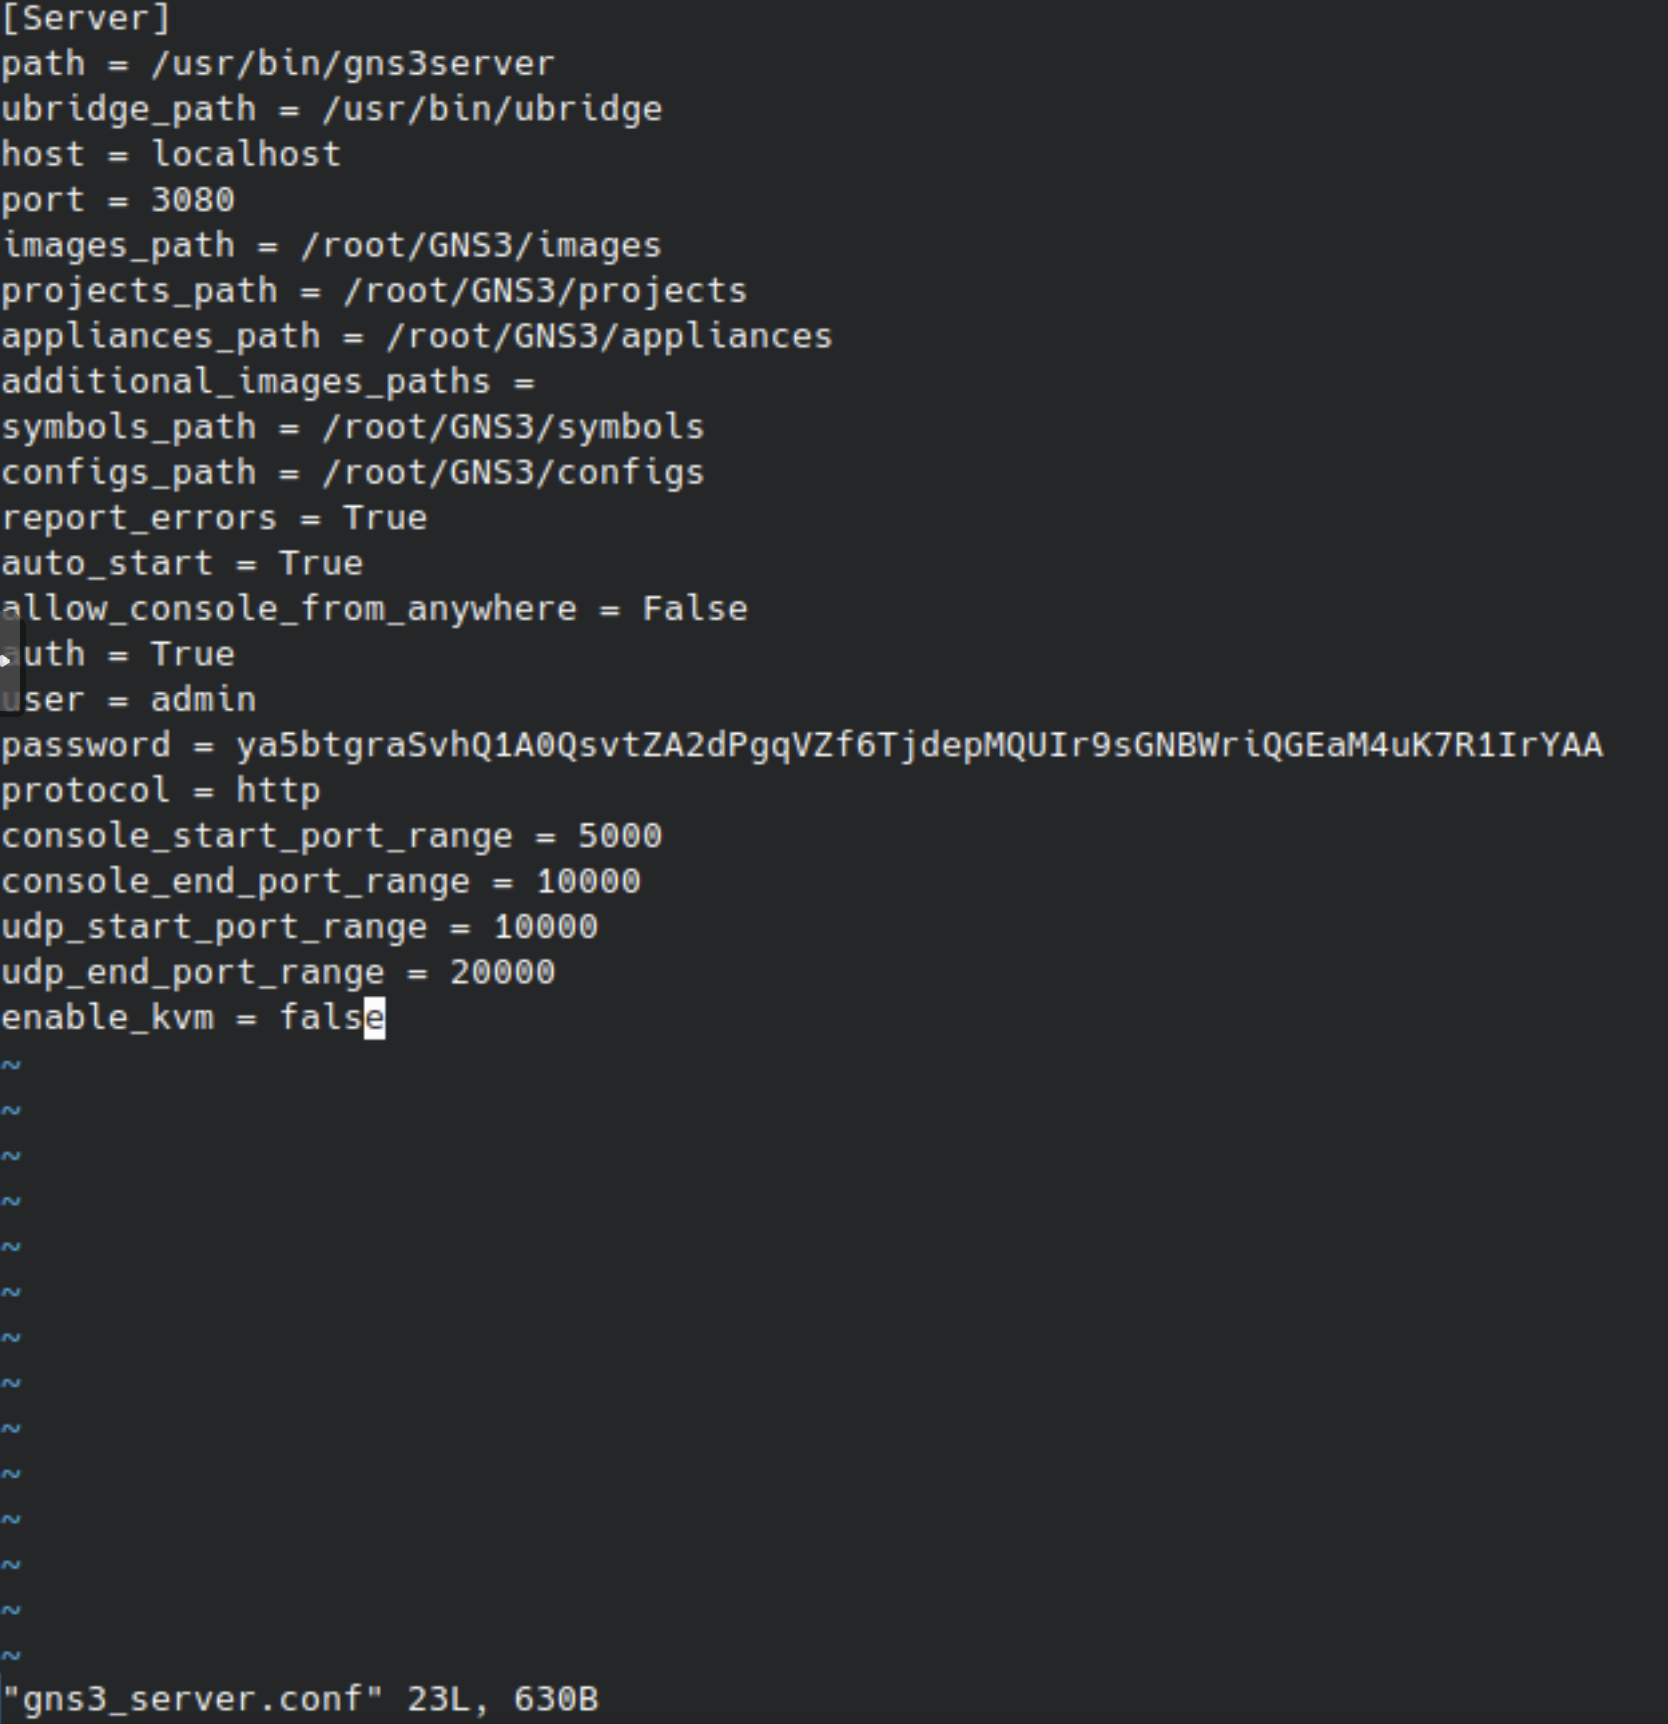 [Server]
path = /usr/bin/gns3server
ubridge_path = /usr/bin/ubridge
host = localhost
port = 3080
images_path = /root/GNS3/images
projects_path = /root/GNS3/projects
appliances_path = /root/GNS3/appliances
additional_images_paths =
symbols_path = /root/GNS3/symbols
configs_path = /root/GNS3/configs
report_errors = True
auto_start = True
allow_console_from_anywhere = False
auth = True
user = admin
password = ya5btgraSvhQ1A0QsvtZA2dPgqVZf6TjdepMQUIr9sGNBWriQGEaM4uK7R1IrYAA
protocol = http
console_start_port_range = 5000
console_end_port_range = 10000
udp_start_port_range = 10000
udp_end_port_range = 20000
enable_kvm = false
~
~
~
~
~
~
~
~
~
~
~
~
~
~
"gns3_server.conf" 23L, 630B